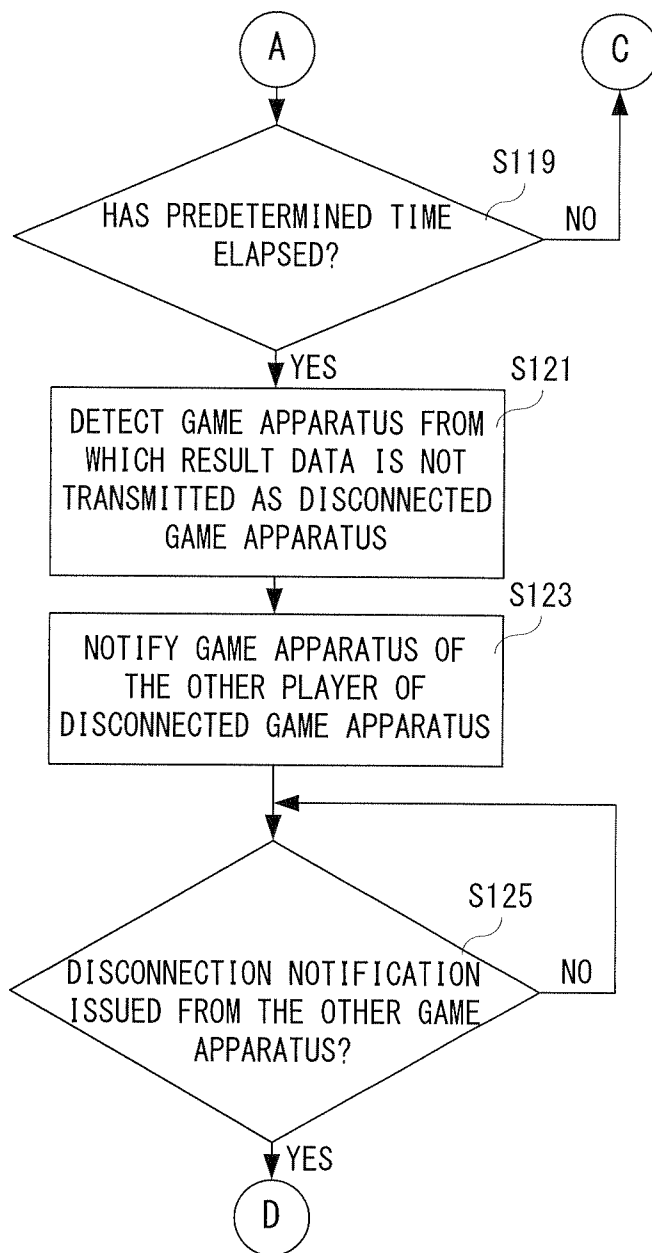 A
C
S119
HAS PREDETERMINED TIME
ELAPSED?
NO
YES
S121
DETECT GAME APPARATUS FROM
WHICH RESULT DATA IS NOT
TRANSMITTED AS DISCONNECTED
GAME APPARATUS
S123
NOTIFY GAME APPARATUS OF
THE OTHER PLAYER OF
DISCONNECTED GAME APPARATUS
S125
DISCONNECTION NOTIFICATION
ISSUED FROM THE OTHER GAME
APPARATUS?
NO
YES
D